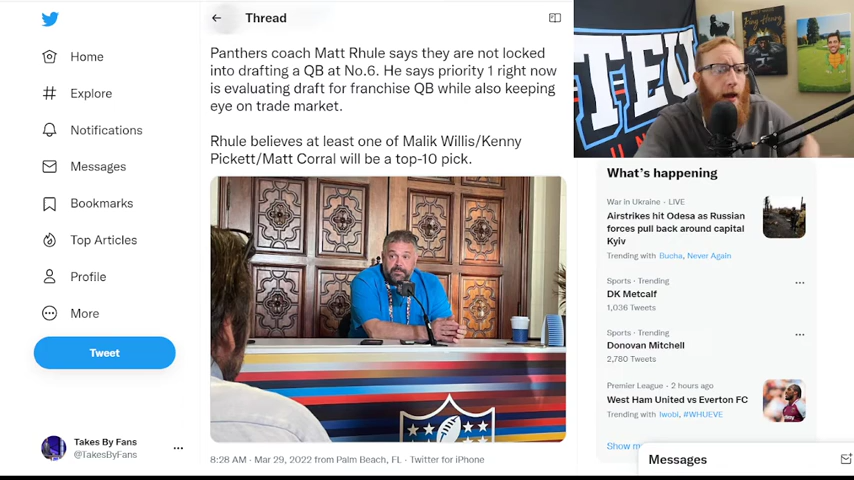 Thread
Home
Explore
Notifications
Messages
Bookmarks
Top Articles
Profile
More
Tweet
Takes By Fans
@TakesByFans
Panthers coach Matt Rhule says they are not locked
into drafting a QB at No.6. He says priority 1 right now
is evaluating draft for franchise QB while also keeping
eye on trade market.
Rhule believes at least one of Malik Willis/Kenny
Pickett/Matt Corral will be a top-10 pick.
NFL
8:28 AM · Mar 29, 2022 from Palm Beach, FL · Twitter for iPhone
What's happening
War in Ukraine · LIVE
Airstrikes hit Odesa as Russian
forces pull back around capital
Kyiv
Trending with Bucha, Never Again
Sports · Trending
DK Metcalf
1,036 Tweets
Sports · Trending
Donovan Mitchell
2,780 Tweets
Premier League · 2 hours ago
West Ham United vs Everton FC
Trending with Iwobi, #WHUEVE
Messages